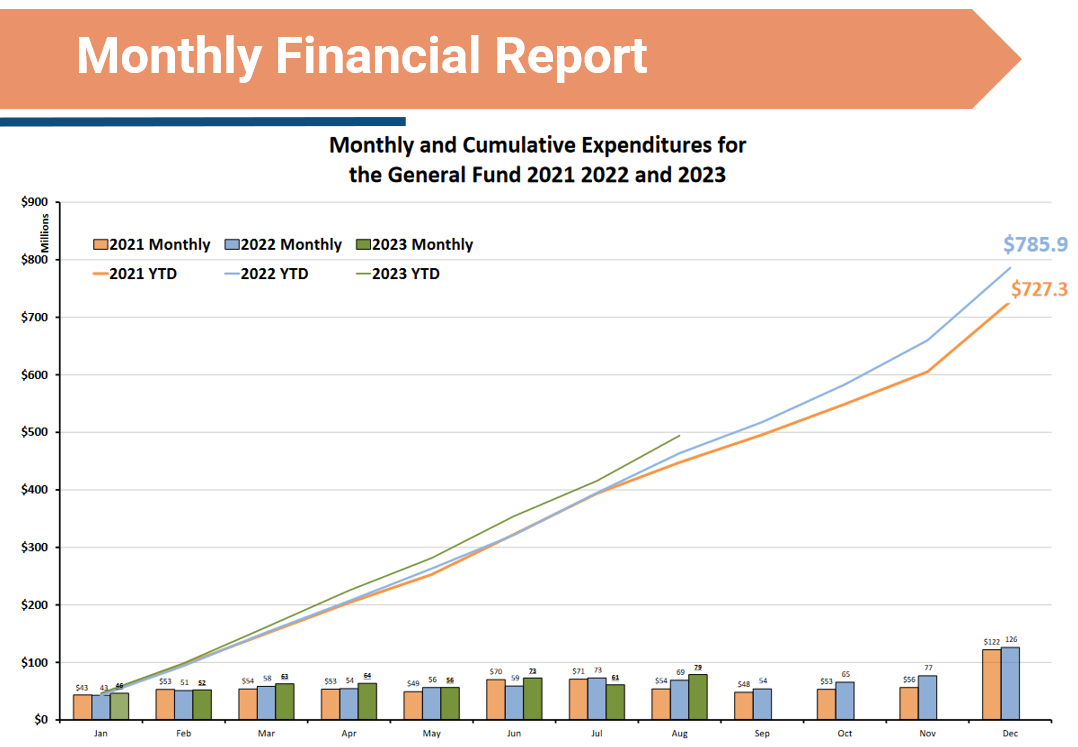 Monthly Financial Report
Monthly and Cumulative Expenditures for
the General Fund 2021 2022 and 2023
$900
Millions
2021 Monthly 2022 Monthly 2023 Monthly
$800
2021 YTD 2022 YTD 2023 YTD
$785.9
$727.3
$700
$600
$500
$400
$300
$200
$100
$0
$43 43 46
$53 51 52
$54 58 63
$53 54 64
$49 56 56
$70 59 73
$71 73 61
$54 69 79
$48 54
$53 65
$56 77
$122 126
Jan Feb Mar Apr May Jun Jul Aug Sep Oct Nov Dec